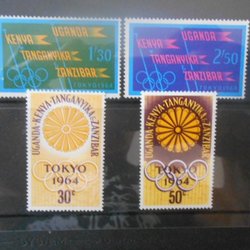 UGANDA
KENYA
TANGANYIKA
ZANZIBAR
1/30
UGANDA
KENYA
TANGANYIKA
ZANZIBAR
2/50
UGANDA·KENYA·TANGANYIKA·ZANZIBAR
TOKYO
1964
30c
UGANDA·KENYA·TANGANYIKA·ZANZIBAR
TOKYO
1964
50c